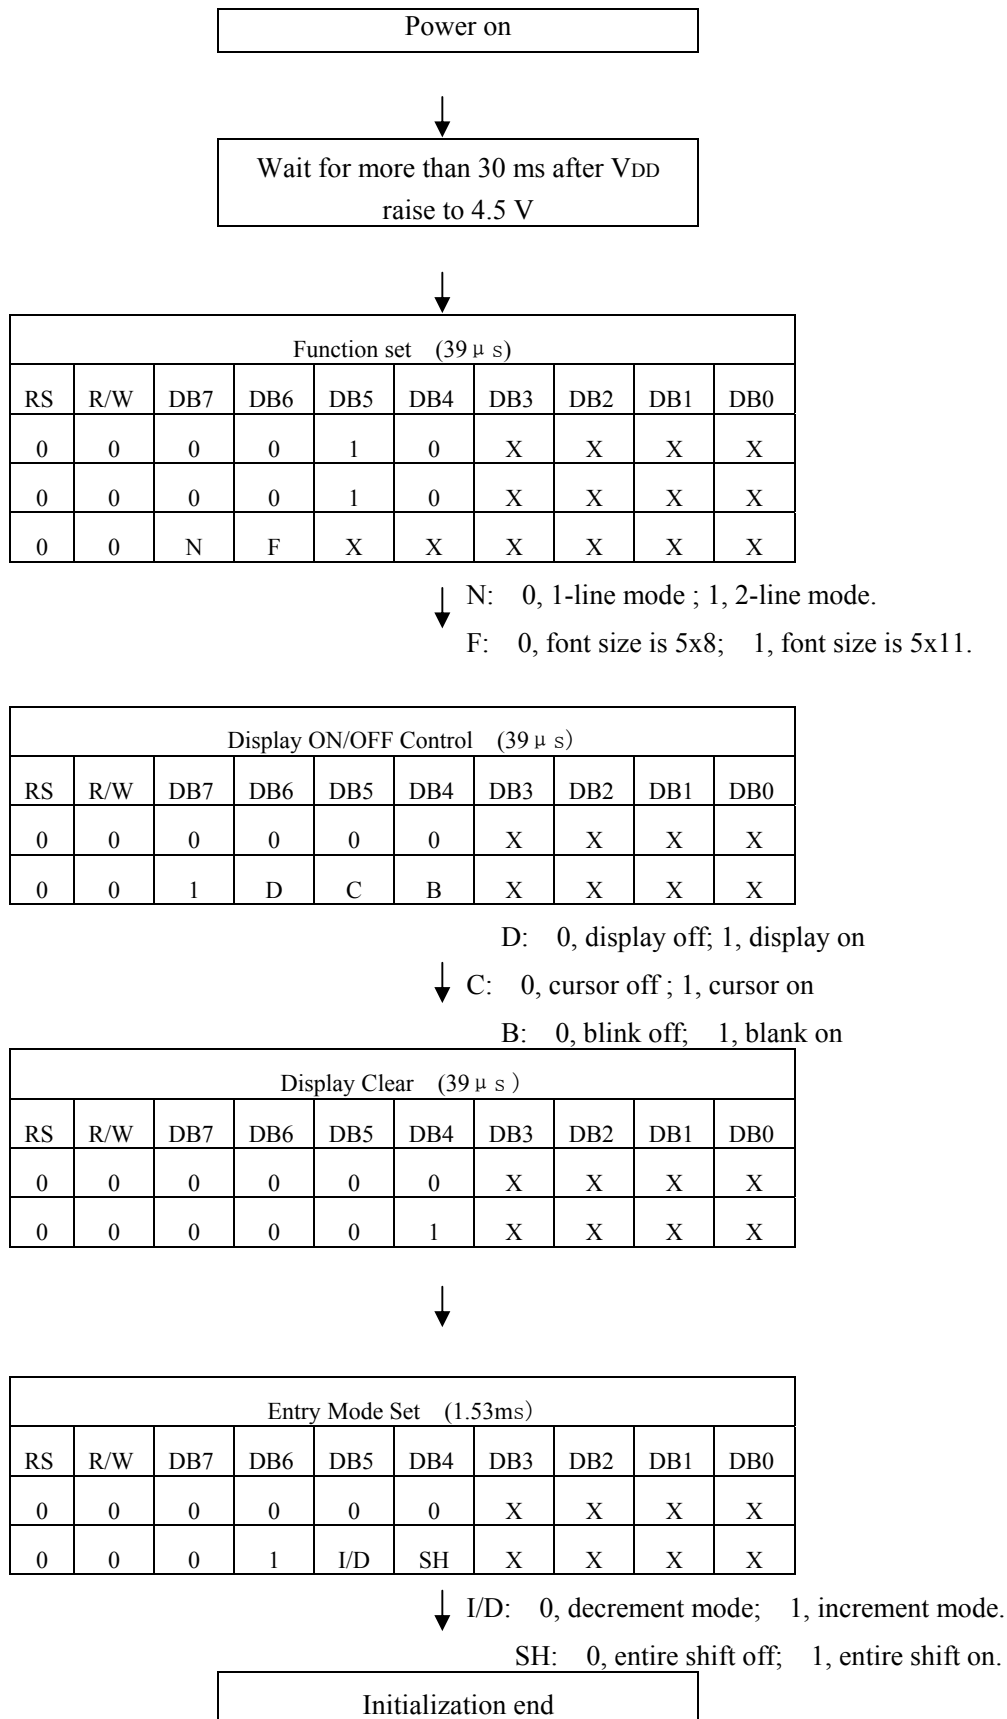 Power on
Wait for more than 30 ms after VDD
raise to 4.5 V
Function set (39μs)
RS R/W DB7 DB6 DB5 DB4 DB3 DB2 DB1 DB0
0 0 0 0 1 0 X X X X
0 0 0 0 1 0 X X X X
0 0 N F X X X X X X
N: 0, 1-line mode ; 1, 2-line mode.
F: 0, font size is 5x8; 1, font size is 5x11.
Display ON/OFF Control (39μs)
RS R/W DB7 DB6 DB5 DB4 DB3 DB2 DB1 DB0
0 0 0 0 0 0 X X X X
0 0 1 D C B X X X X
D: 0, display off; 1, display on
C: 0, cursor off ; 1, cursor on
B: 0, blink off; 1, blank on
Display Clear (39μs)
RS R/W DB7 DB6 DB5 DB4 DB3 DB2 DB1 DB0
0 0 0 0 0 0 X X X X
0 0 0 0 0 1 X X X X
Entry Mode Set (1.53ms)
RS R/W DB7 DB6 DB5 DB4 DB3 DB2 DB1 DB0
0 0 0 0 0 0 X X X X
0 0 0 1 I/D SH X X X X
I/D: 0, decrement mode; 1, increment mode.
SH: 0, entire shift off; 1, entire shift on.
Initialization end